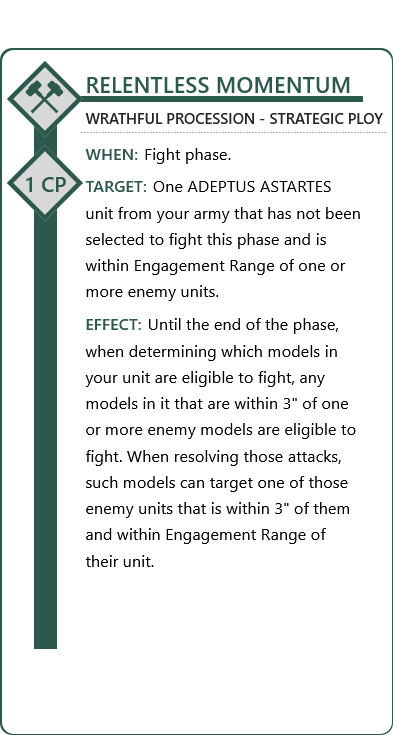 RELENTLESS MOMENTUM
WRATHFUL PROCESSION - STRATEGIC PLOY
WHEN: Fight phase.
1 CP
TARGET: One ADEPTUS ASTARTES
unit from your army that has not been
selected to fight this phase and is
within Engagement Range of one or
more enemy units.
EFFECT: Until the end of the phase,
when determining which models in
your unit are eligible to fight, any
models in it that are within 3" of one
or more enemy models are eligible to
fight. When resolving those attacks,
such models can target one of those
enemy units that is within 3" of them
and within Engagement Range of
their unit.